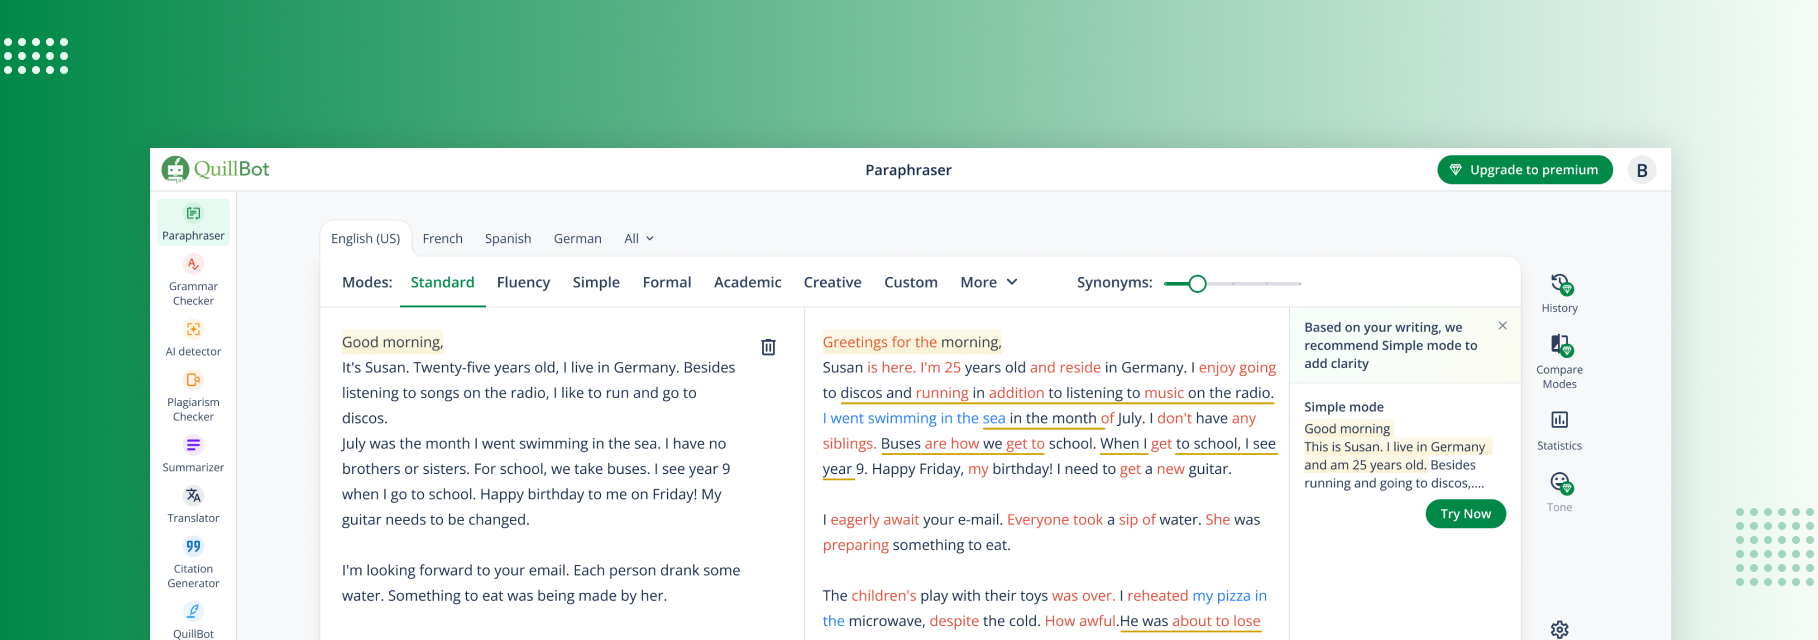 QuillBot
Paraphraser
Upgrade to premium
B
Paraphraser
Grammar
Checker
AI detector
Plagiarism
Checker
Summarizer
Translator
Citation
Generator
QuillBot
English (US)
French
Spanish
German
All
Modes:
Standard
Fluency
Simple
Formal
Academic
Creative
Custom
More
Synonyms:
Good morning,
It's Susan. Twenty-five years old, I live in Germany. Besides
listening to songs on the radio, I like to run and go to
discos.
July was the month I went swimming in the sea. I have no
brothers or sisters. For school, we take buses. I see year 9
when I go to school. Happy birthday to me on Friday! My
guitar needs to be changed.
I'm looking forward to your email. Each person drank some
water. Something to eat was being made by her.
Greetings for the morning,
Susan is here. I'm 25 years old and reside in Germany. I enjoy going
to discos and running in addition to listening to music on the radio.
I went swimming in the sea in the month of July. I don't have any
siblings. Buses are how we get to school. When I get to school, I see
year 9. Happy Friday, my birthday! I need to get a new guitar.
I eagerly await your e-mail. Everyone took a sip of water. She was
preparing something to eat.
The children's play with their toys was over. I reheated my pizza in
the microwave, despite the cold. How awful.He was about to lose
Based on your writing, we
recommend Simple mode to
add clarity
Simple mode
Good morning
This is Susan. I live in Germany
and am 25 years old. Besides
running and going to discos,....
Try Now
History
Compare
Modes
Statistics
Tone